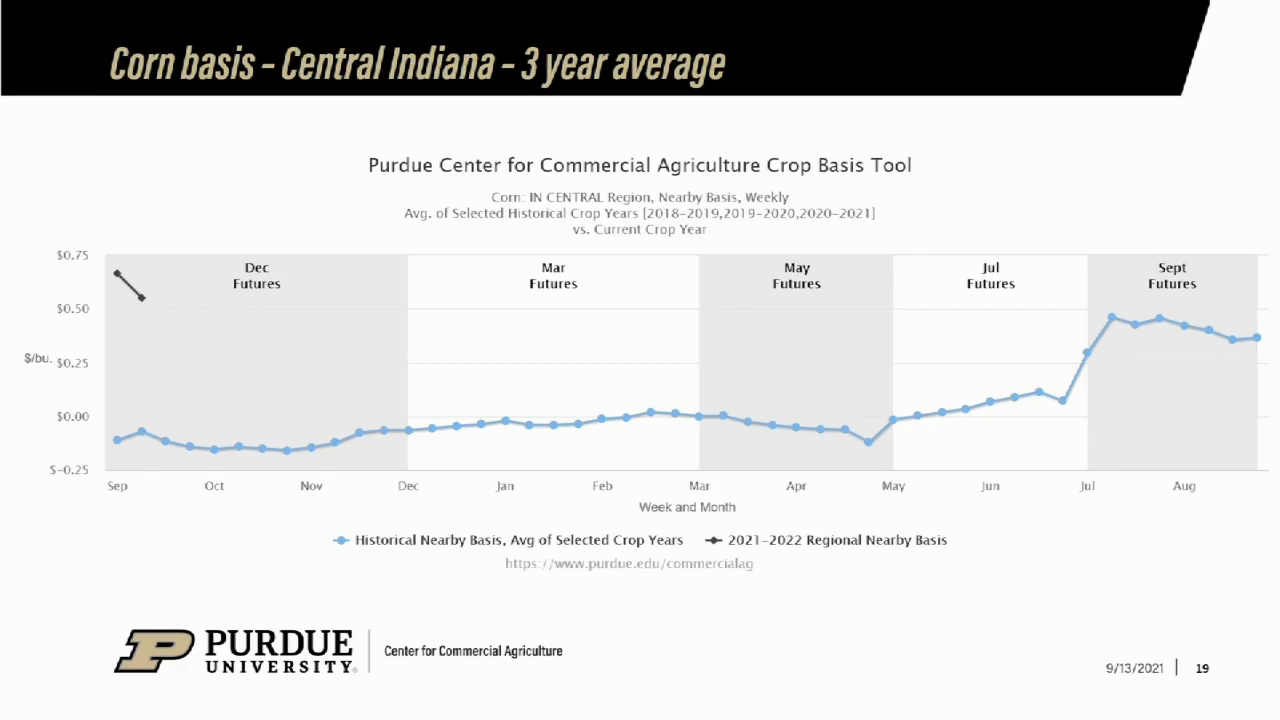 Corn basis – Central Indiana – 3 year average
Purdue Center for Commercial Agriculture Crop Basis Tool
Corn: IN CENTRAL Region, Nearby Basis, Weekly
Avg. of Selected Historical Crop Years [2018-2019,2019-2020,2020-2021]
vs. Current Crop Year
Dec
Futures
Mar
Futures
May
Futures
Jul
Futures
Sept
Futures
$0.75
$0.50
$/bu.
$0.25
$0.00
$-0.25
Sep Oct Nov Dec Jan Feb Mar Apr May Jun Jul Aug
Week and Month
Historical Nearby Basis, Avg of Selected Crop Years 2021-2022 Regional Nearby Basis
https://www.purdue.edu/commercialag
P PURDUE
UNIVERSITY®
Center for Commercial Agriculture
9/13/2021 | 19